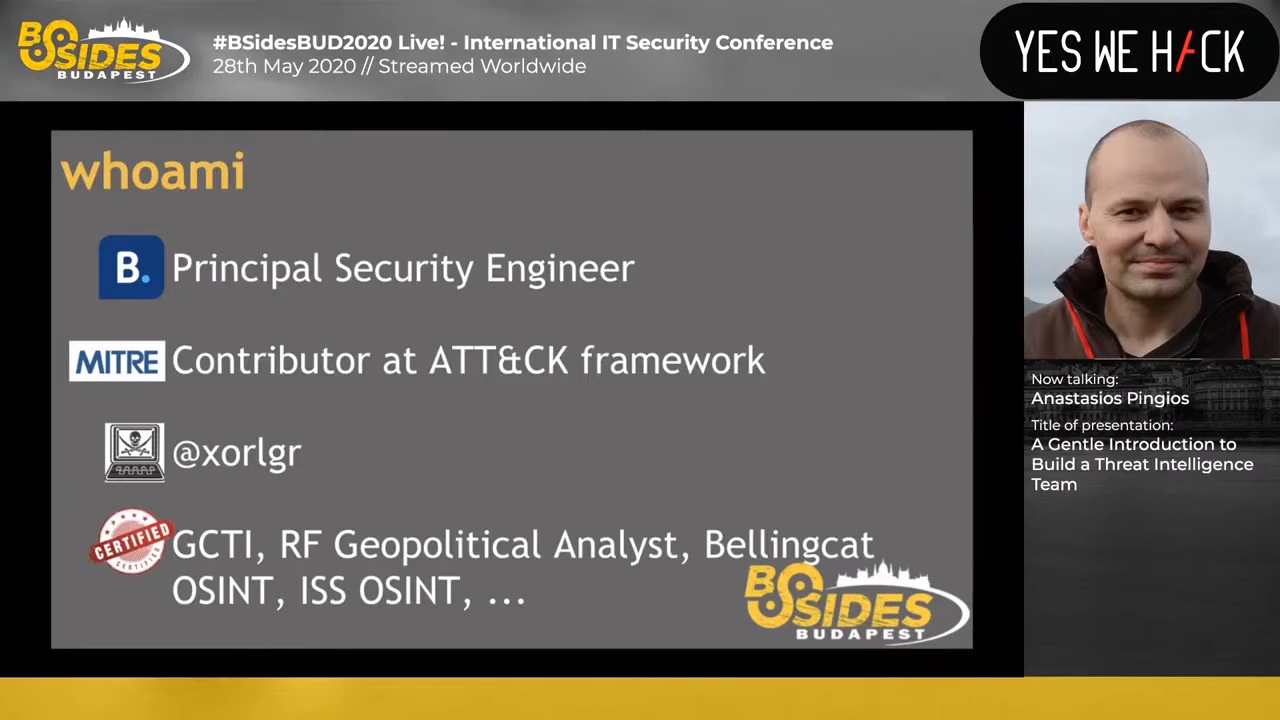 BSIDES
BUDAPEST
#BSidesBUD2020 Live! - International IT Security Conference
28th May 2020 // Streamed Worldwide
YES WE H/CK
whoami
B. Principal Security Engineer
MITRE Contributor at ATT&CK framework
@xorlgr
CERTIFIED
CERTIFIED
GCTI, RF Geopolitical Analyst, Bellingcat
OSINT, ISS OSINT, ...
BSIDES
BUDAPEST
Now talking:
Anastasios Pingios
Title of presentation:
A Gentle Introduction to
Build a Threat Intelligence
Team